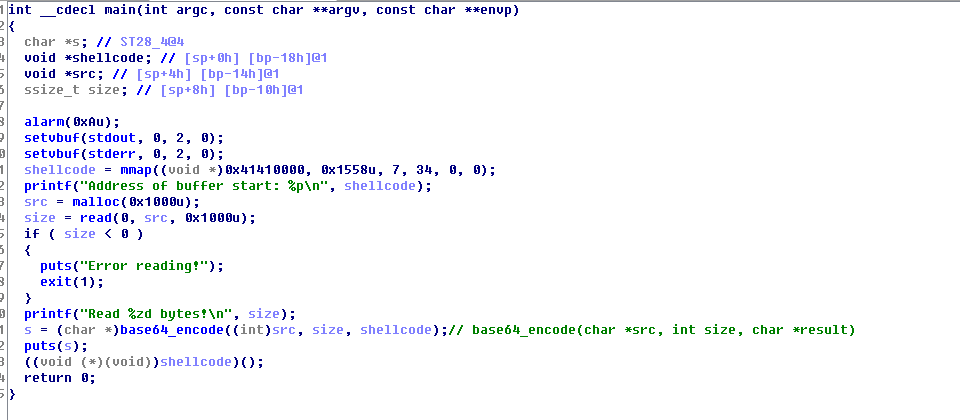 1 int __cdecl main(int argc, const char **argv, const char **envp)
2 {
3 char *s; // ST28_4@4
4 void *shellcode; // [sp+0h] [bp-18h]@1
5 void *src; // [sp+4h] [bp-14h]@1
6 ssize_t size; // [sp+8h] [bp-10h]@1
7
8 alarm(0xAu);
9 setvbuf(stdout, 0, 2, 0);
0 setvbuf(stderr, 0, 2, 0);
1 shellcode = mmap((void *)0x41410000, 0x1558u, 7, 34, 0, 0);
2 printf("Address of buffer start: %p\n", shellcode);
3 src = malloc(0x1000u);
4 size = read(0, src, 0x1000u);
5 if ( size < 0 )
6 {
7 puts("Error reading!");
8 exit(1);
9 }
0 printf("Read %zd bytes!\n", size);
1 s = (char *)base64_encode((int)src, size, shellcode);// base64_encode(char *src, int size, char *result)
2 puts(s);
3 ((void (*)(void))shellcode)();
4 return 0;
5 }